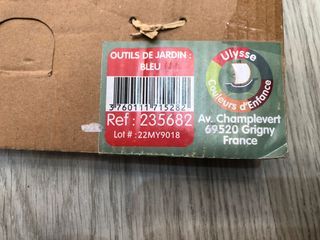 OUTILS DE JARDIN :
BLEU
3760111715282
Ref : 235682
Lot # : 22MY9018
Ulysse
Couleurs d'Enfance
Av. Champlevert
69520 Grigny
France